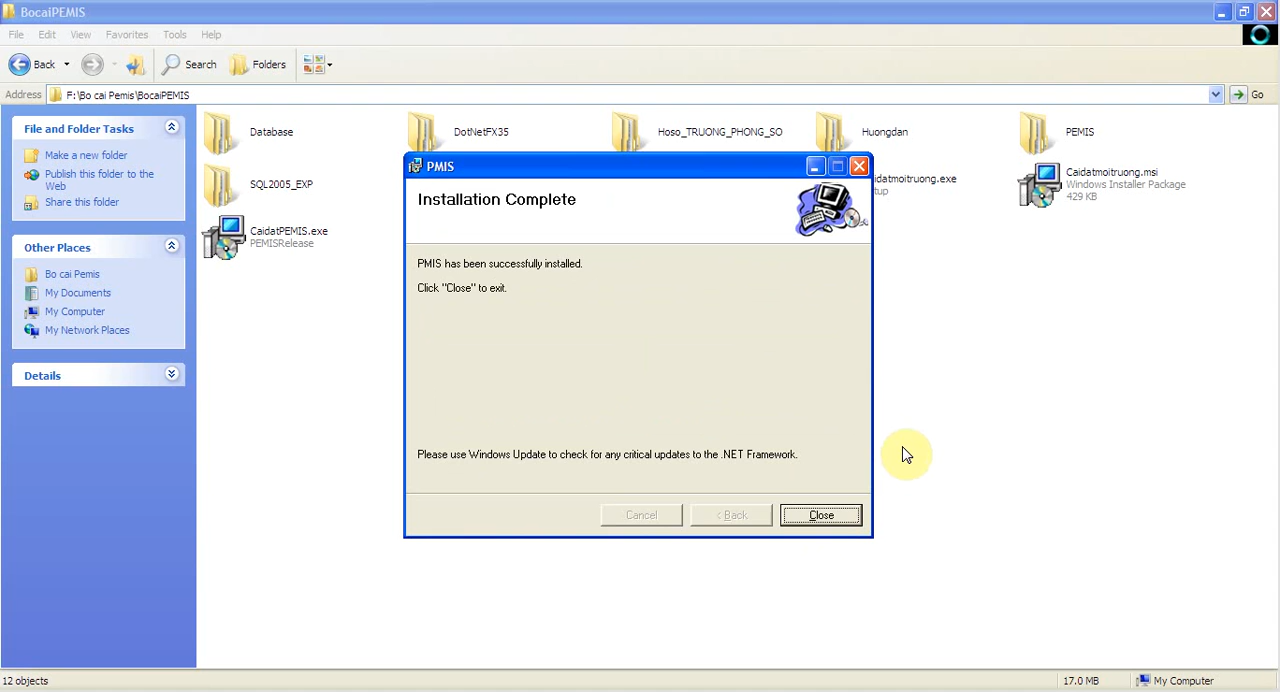 BocaiPEMIS
File Edit View Favorites Tools Help
Back Search Folders
Address F:\Bo cai Pemis\BocaiPEMIS Go
File and Folder Tasks
Make a new folder
Publish this folder to the
Web
Share this folder
Other Places
Bo cai Pemis
My Documents
My Computer
My Network Places
Details
Database
DotNetFX35
Hoso_TRUONG_PHONG_SO
Huongdan
PEMIS
SQL2005_EXP
idatmoitruong.exe
tup
Caidatmoitruong.msi
Windows Installer Package
429 KB
CaidatPEMIS.exe
PEMISRelease
PMIS
Installation Complete
PMIS has been successfully installed.
Click "Close" to exit.
Please use Windows Update to check for any critical updates to the .NET Framework.
Cancel < Back Close
12 objects 17.0 MB My Computer